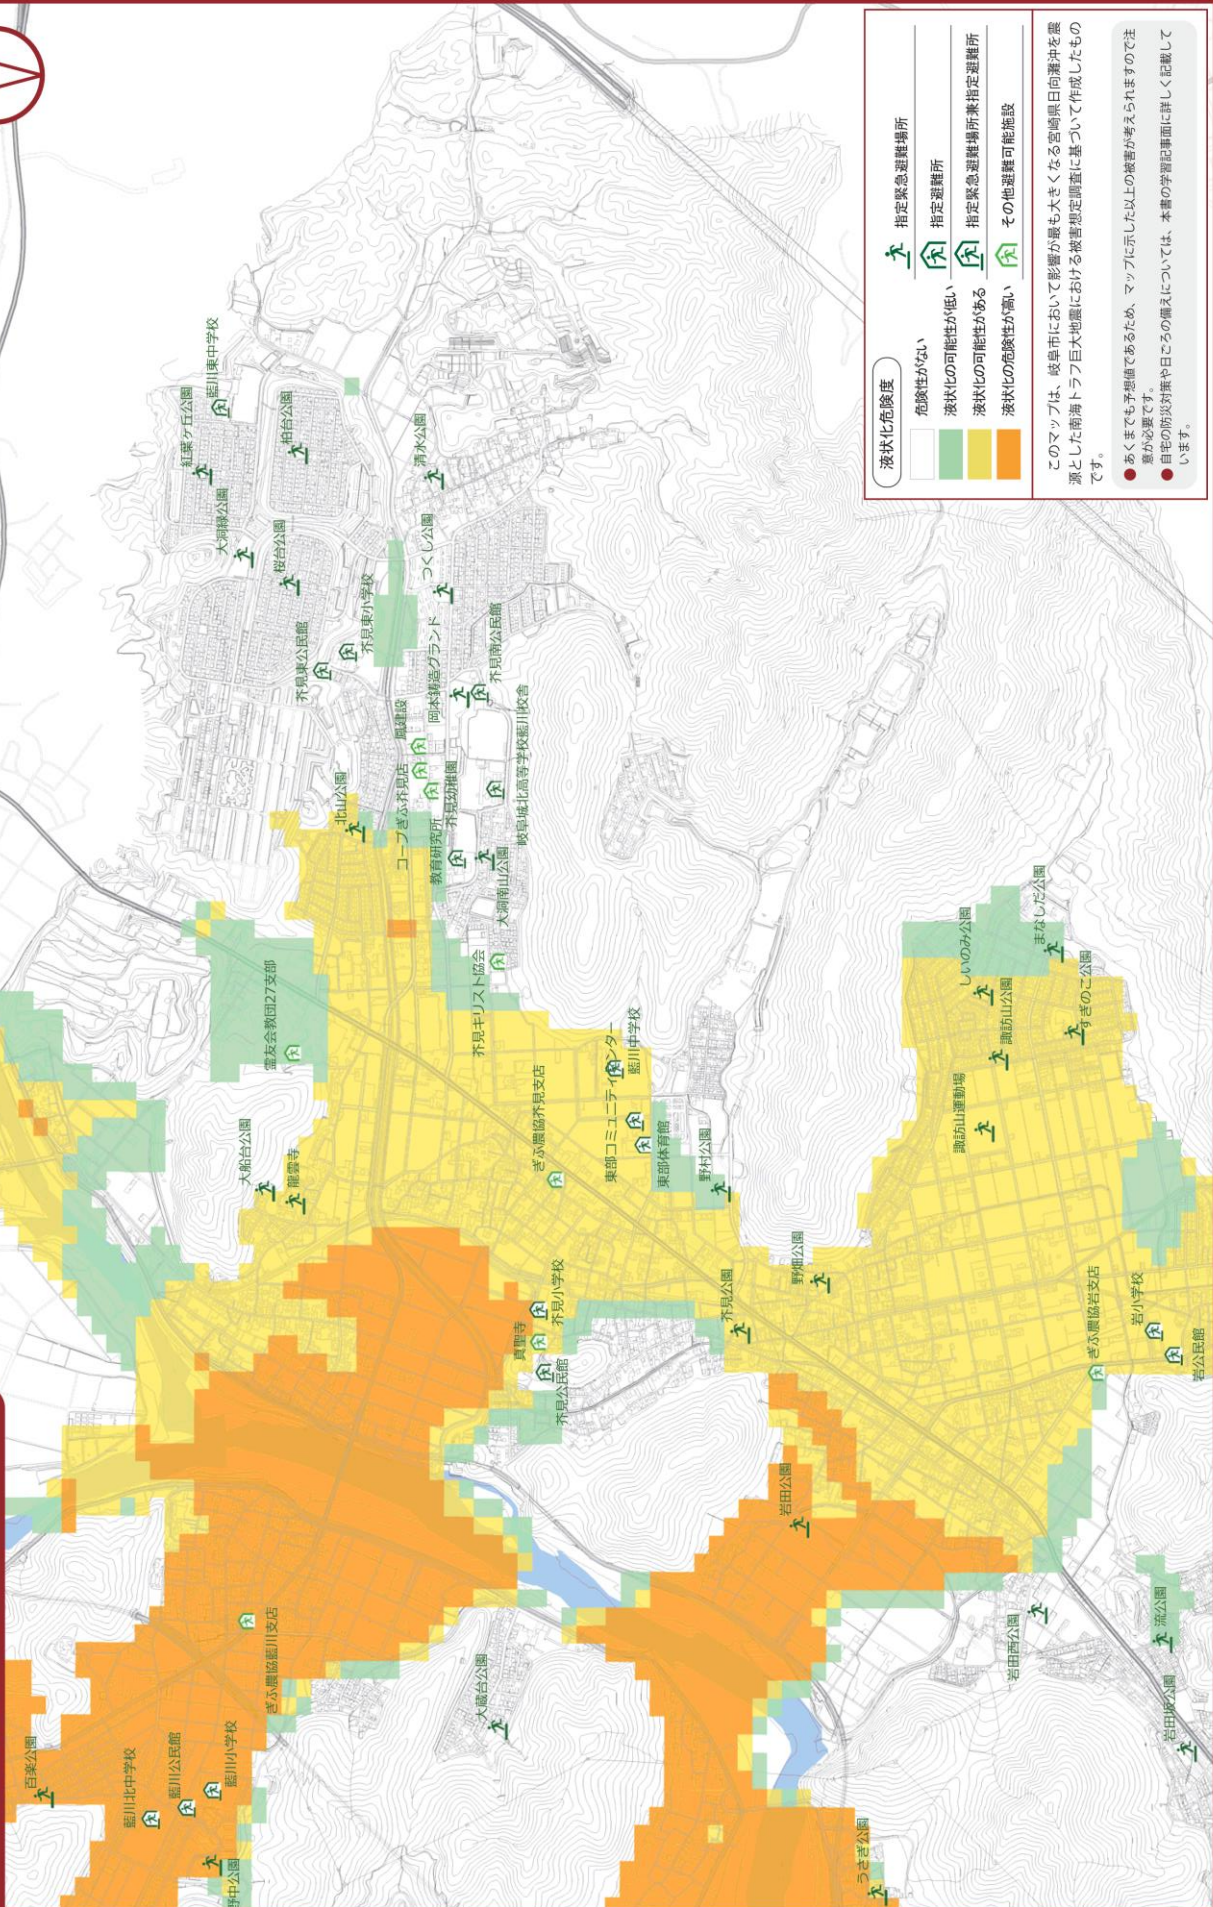 百楽公園
藍川北中学校
藍川公民館
藍川小学校
野中公園
ぎふ農協藍川支店
大蔵台公園
うさぎ公園
岩田坂公園
流公園
岩田西公園
岩田公園
大船台公園
龍雲寺
霊友会教団27支部
真聖寺
芥見小学校
芥見公民館
芥見公園
野畑公園
ぎふ農協芥見支店
東部コミュニティセンター
藍川中学校
東部体育館
野村公園
ぎふ農協岩支店
岩小学校
岩公民館
諏訪山運動場
諏訪山公園
しいのみ公園
まなしだ公園
すぎのこ公園
芥見キリスト協会
北山公園
コープぎふ芥見店
鳳建設
教育研究所
芥見幼稚園
大洞南山公園
岐阜城北高等学校藍川校舎
岡本鋳造グランド
芥見南公民館
芥見東公民館
芥見東小学校
つくし公園
清水公園
桜台公園
大洞緑公園
紅葉ケ丘公園
藍川東中学校
柏台公園
液状化危険度
危険性がない
液状化の可能性が低い
液状化の可能性がある
液状化の危険性が高い
指定緊急避難場所
指定避難所
指定緊急避難場所兼指定避難所
その他避難可能施設
このマップは、岐阜市において影響が最も大きくなる宮崎県日向灘沖を震
源とした南海トラフ巨大地震における被害想定調査に基づいて作成したもの
です。
●あくまでも予想値であるため、マップに示した以上の被害が考えられますので注
意が必要です。
●自宅の防災対策や日ごろの備えについては、本書の学習記事面に詳しく記載して
います。